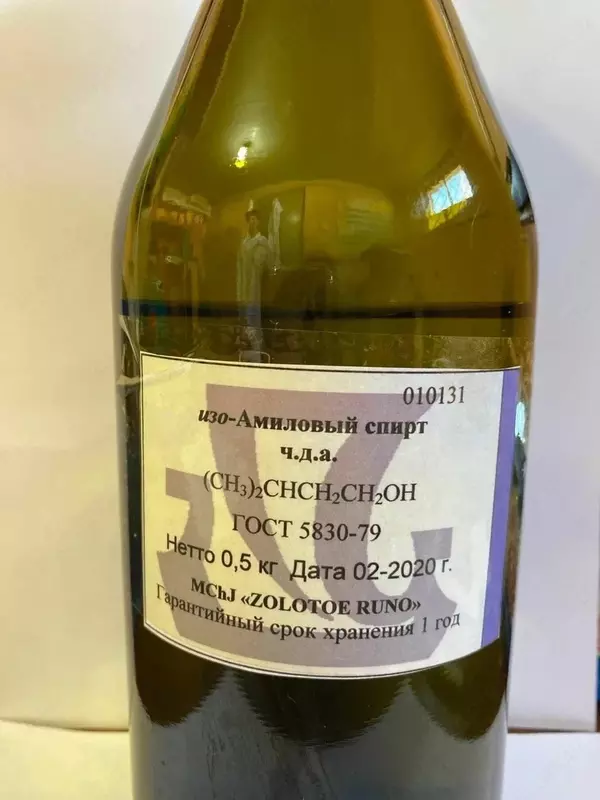 010131
изо-Амиловый спирт
ч.д.а.
(CH₃)₂CHCH₂CH₂OH
ГОСТ 5830-79
Нетто 0,5 кг Дата 02-2020 г.
MChJ «ZOLOTOE RUNO»
Гарантийный срок хранения 1 год